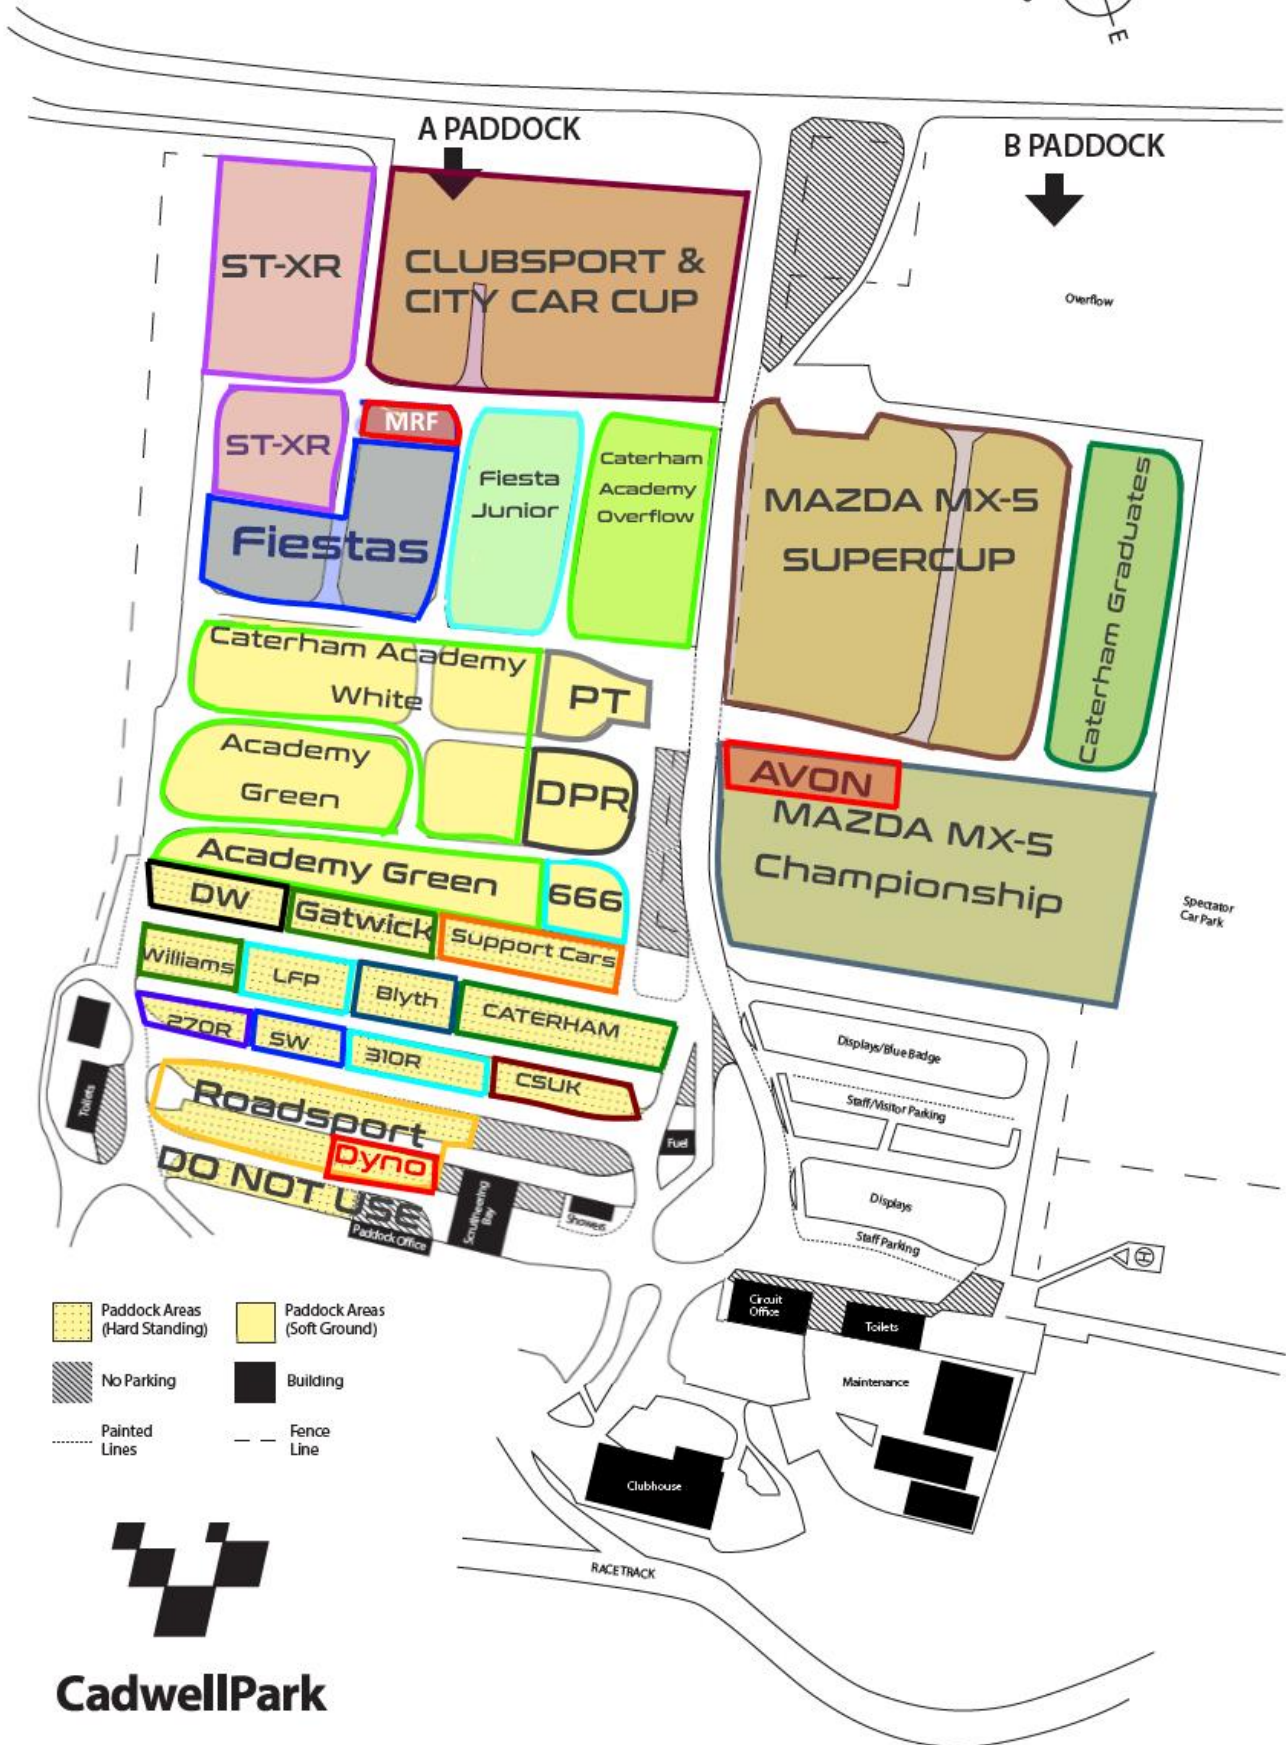 E
A PADDOCK
B PADDOCK
ST-XR
CLUBSPORT &
CITY CAR CUP
Overflow
ST-XR
MRF
Fiesta
Junior
Caterham
Academy
Overflow
MAZDA MX-5
SUPERCUP
Caterham Graduates
Fiestas
Caterham Academy
White
PT
Academy
Green
DPR
AVON
MAZDA MX-5
Championship
Academy Green
666
DW
Gatwick
Support Cars
Spectator
Car Park
Williams
LFP
Blyth
CATERHAM
270R
SW
310R
CSUK
Displays/Blue Badge
Staff/Visitor Parking
Toilets
Roadsport
Dyno
Fuel
DO NOT USE
Paddock Office
Scrutineering
Bay
Showers
Displays
Staff Parking
H
Circuit
Office
Toilets
Maintenance
Clubhouse
RACETRACK
Paddock Areas
(Hard Standing)
Paddock Areas
(Soft Ground)
No Parking
Building
Painted
Lines
Fence
Line
CadwellPark